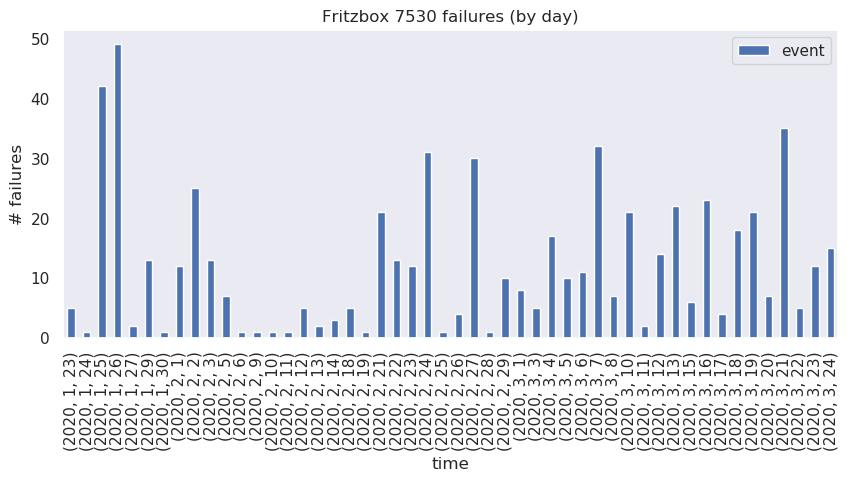 Fritzbox 7530 failures (by day)
event
# failures
50
40
30
20
10
0
(2020, 1, 23)
(2020, 1, 24)
(2020, 1, 25)
(2020, 1, 26)
(2020, 1, 27)
(2020, 1, 29)
(2020, 1, 30)
(2020, 2, 1)
(2020, 2, 2)
(2020, 2, 3)
(2020, 2, 5)
(2020, 2, 6)
(2020, 2, 9)
(2020, 2, 10)
(2020, 2, 11)
(2020, 2, 12)
(2020, 2, 13)
(2020, 2, 14)
(2020, 2, 18)
(2020, 2, 19)
(2020, 2, 21)
(2020, 2, 22)
(2020, 2, 23)
(2020, 2, 24)
(2020, 2, 25)
(2020, 2, 26)
(2020, 2, 27)
(2020, 2, 28)
(2020, 2, 29)
(2020, 3, 1)
(2020, 3, 3)
(2020, 3, 4)
(2020, 3, 5)
(2020, 3, 6)
(2020, 3, 7)
(2020, 3, 8)
(2020, 3, 10)
(2020, 3, 11)
(2020, 3, 12)
(2020, 3, 13)
(2020, 3, 15)
(2020, 3, 16)
(2020, 3, 17)
(2020, 3, 18)
(2020, 3, 19)
(2020, 3, 20)
(2020, 3, 21)
(2020, 3, 22)
(2020, 3, 23)
(2020, 3, 24)
time